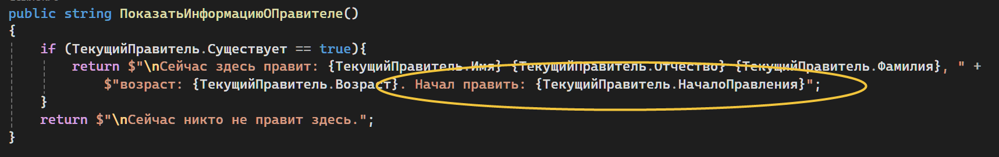 public string ПоказатьИнформациюОПравителе()
{
if (ТекущийПравитель.Существует == true){
return $"\nСейчас здесь правит: {ТекущийПравитель.Имя} {ТекущийПравитель.Отчество} {ТекущийПравитель.Фамилия}, " +
$"возраст: {ТекущийПравитель.Возраст}. Начал править: {ТекущийПравитель.НачалоПравления}";
}
return $"\nСейчас никто не правит здесь.";
}